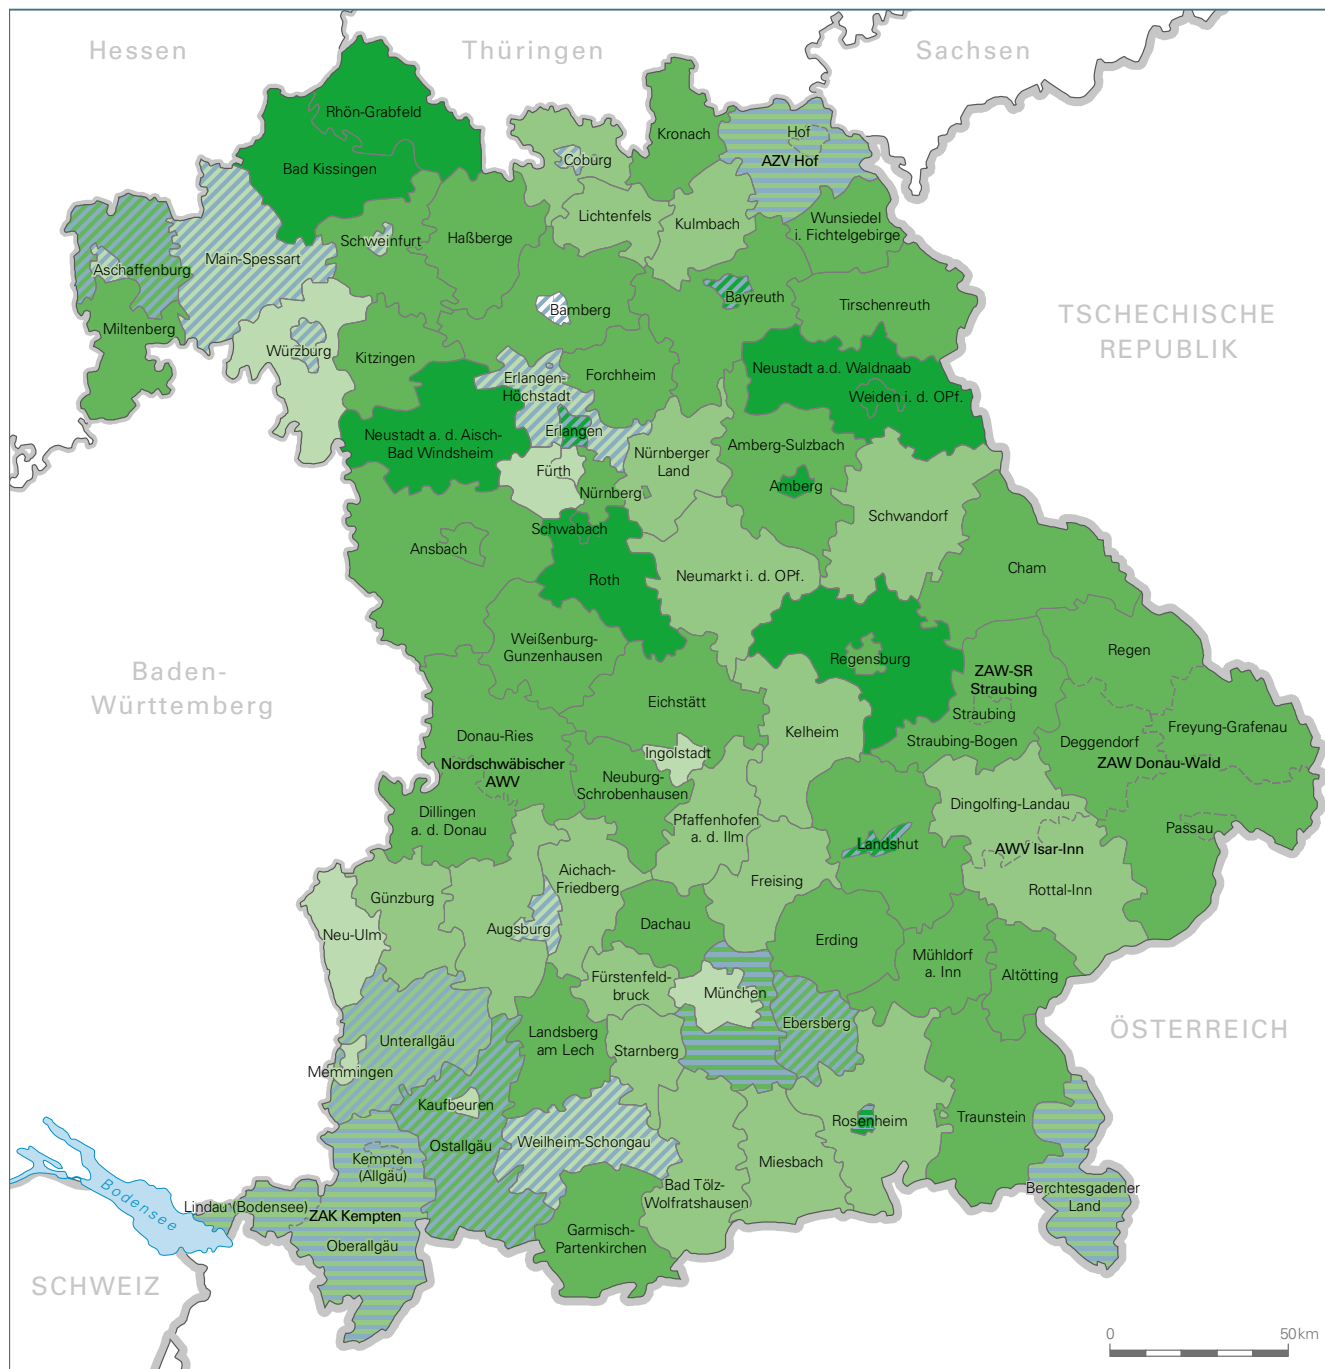 Hessen
Thüringen
Sachsen
Rhön-Grabfeld
Bad Kissingen
Kronach
Hof
AZV Hof
Coburg
Lichtenfels
Kulmbach
Wunsiedel
i. Fichtelgebirge
Schweinfurt
Haßberge
Main-Spessart
Aschaffenburg
Bayreuth
Tirschenreuth
Bamberg
TSCHECHISCHE
REPUBLIK
Miltenberg
Würzburg
Kitzingen
Forchheim
Erlangen-
Höchstadt
Neustadt a.d. Waldnaab
Weiden i. d. OPf.
Erlangen
Neustadt a. d. Aisch-
Bad Windsheim
Amberg-Sulzbach
Nürnberger
Land
Fürth
Nürnberg
Amberg
Schwandorf
Schwabach
Ansbach
Roth
Neumarkt i. d. OPf.
Cham
Weißenburg-
Gunzenhausen
Regensburg
Regen
ZAW-SR
Straubing
Straubing
Baden-
Württemberg
Eichstätt
Kelheim
Freyung-Grafenau
Donau-Ries
Straubing-Bogen
Deggendorf
ZAW Donau-Wald
Ingolstadt
Nordschwäbischer
AWV
Neuburg-
Schrobenhausen
Dillingen
a. d. Donau
Pfaffenhofen
a. d. Ilm
Dingolfing-Landau
Passau
Landshut
AWV Isar-Inn
Aichach-
Friedberg
Freising
Rottal-Inn
Günzburg
Neu-Ulm
Augsburg
Dachau
Erding
Mühldorf
a. Inn
Altötting
Fürstenfeld-
bruck
München
Ebersberg
ÖSTERREICH
Landsberg
am Lech
Unterallgäu
Starnberg
Memmingen
Kaufbeuren
Rosenheim
Traunstein
Ostallgäu
Weilheim-Schongau
Kempten
(Allgäu)
Miesbach
Bad Tölz-
Wolfratshausen
Berchtesgadener
Land
Bodensee
Lindau (Bodensee)
ZAK Kempten
Oberallgäu
Garmisch-
Partenkirchen
SCHWEIZ
0
50 km